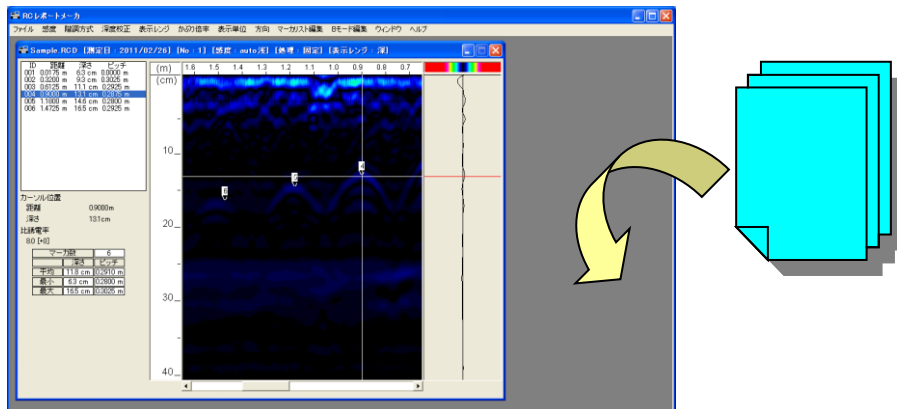 RCレポートメーカ
ファイル 感度 階調方式 深度校正 表示レンジ かぶり倍率 表示単位 方向 マーカリスト編集 Bモード編集 ウィンドウ ヘルプ
Sample.RCD [測定日:2011/02/26] [No:1] [感度:auto浅] [処理:固定] [表示レンジ:深]
ID 距離 深さ ピッチ
001 0.0175 m 6.3 cm 0.0000 m
002 0.3200 m 9.3 cm 0.3025 m
003 0.6125 m 11.1 cm 0.2925 m
004 0.9000 m 13.1 cm 0.2875 m
005 1.1800 m 14.6 cm 0.2800 m
006 1.4725 m 16.5 cm 0.2925 m
(m) 1.6 1.5 1.4 1.3 1.2 1.1 1.0 0.9 0.8 0.7
(cm)
10
20
30
40
6
5
4
カーソル位置
距離 0.9000m
深さ 13.1cm
比誘電率
8.0 [+0]
マーカ数 6
深さ ピッチ
平均 11.8 cm 0.2910 m
最小 6.3 cm 0.2800 m
最大 16.5 cm 0.3025 m